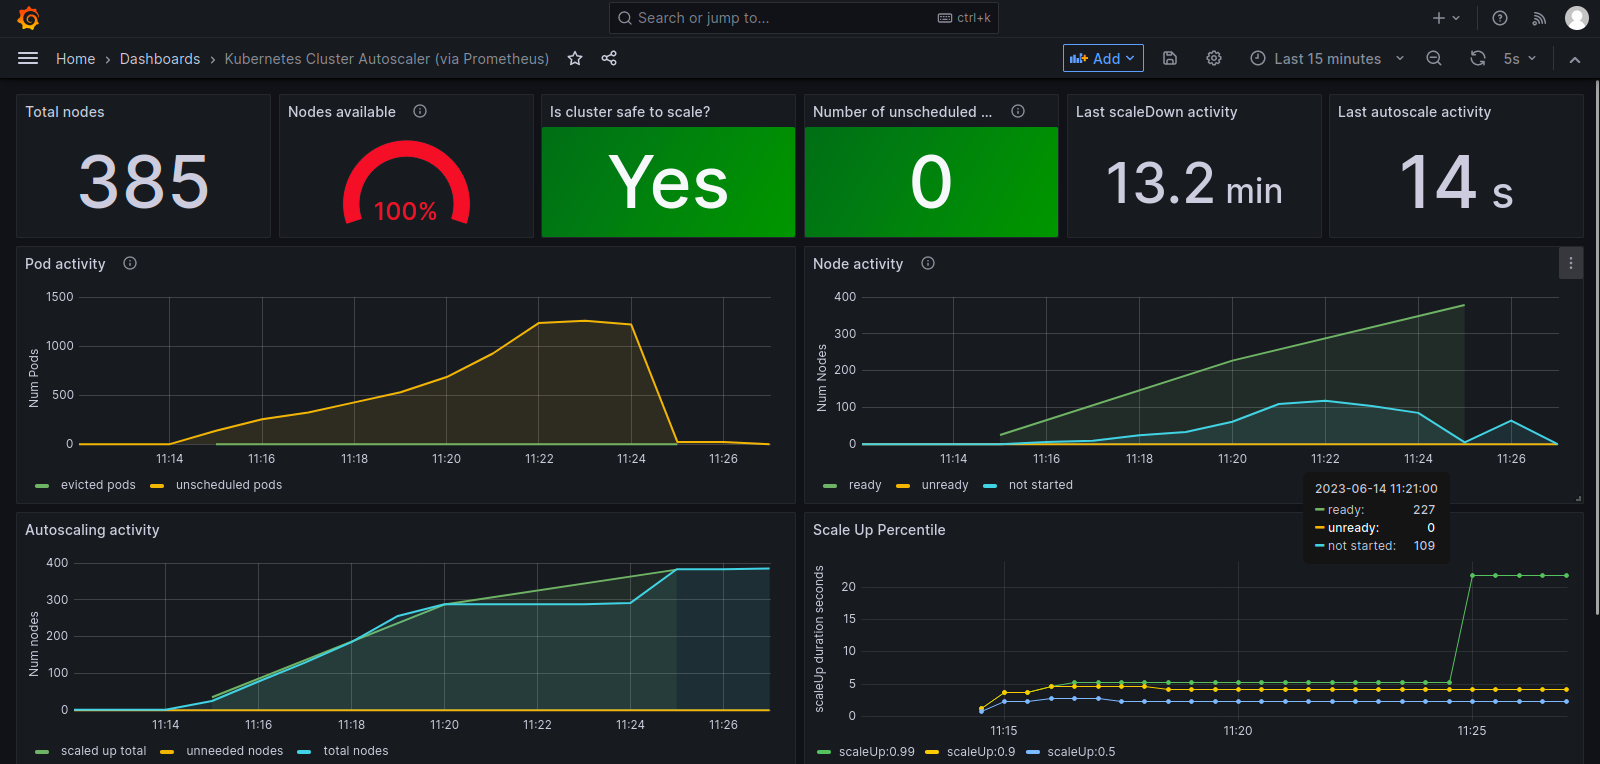 Search or jump to...
ctrl+k
Home › Dashboards › Kubernetes Cluster Autoscaler (via Prometheus)
Add
Last 15 minutes
5s
Total nodes
385
Nodes available
100%
Is cluster safe to scale?
Yes
Number of unscheduled ...
0
Last scaleDown activity
13.2 min
Last autoscale activity
14 s
Pod activity
Num Pods
1500
1000
500
0
11:14 11:16 11:18 11:20 11:22 11:24 11:26
evicted pods unscheduled pods
Node activity
Num Nodes
400
300
200
100
0
11:14 11:16 11:18 11:20 11:22 11:24 11:26
ready unready not started
2023-06-14 11:21:00
ready: 227
unready: 0
not started: 109
Autoscaling activity
Num nodes
400
300
200
100
0
11:14 11:16 11:18 11:20 11:22 11:24 11:26
scaled up total unneeded nodes total nodes
Scale Up Percentile
scaleUp duration seconds
20
15
10
5
0
11:15 11:20 11:25
scaleUp:0.99 scaleUp:0.9 scaleUp:0.5